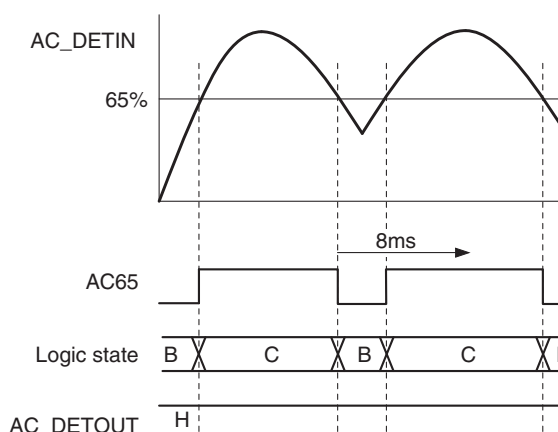 AC_DETIN
65%
8ms
AC65
Logic state B C B C
AC_DETOUT H